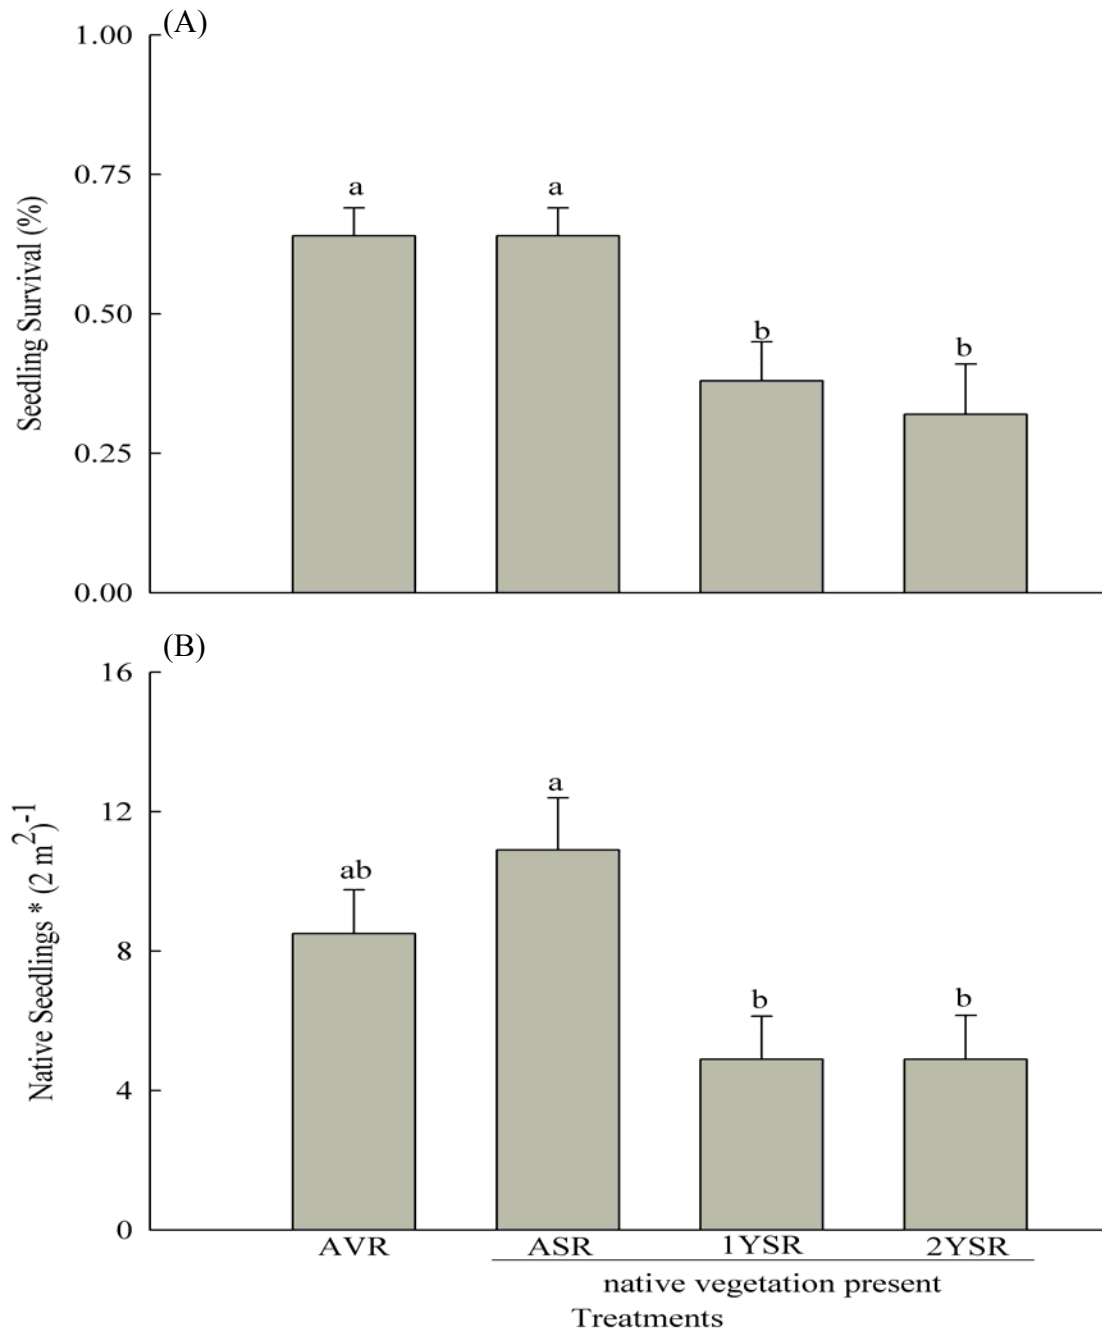 (A)
1.00
0.75
0.50
0.25
0.00
Seedling Survival (%)
a
a
b
b
(B)
16
12
8
4
0
Native Seedlings * (2 m²)⁻¹
ab
a
b
b
AVR ASR 1YSR 2YSR
native vegetation present
Treatments